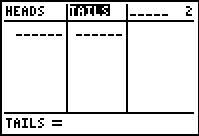 HEADS TAILS ----- 2
------ ------
TAILS =